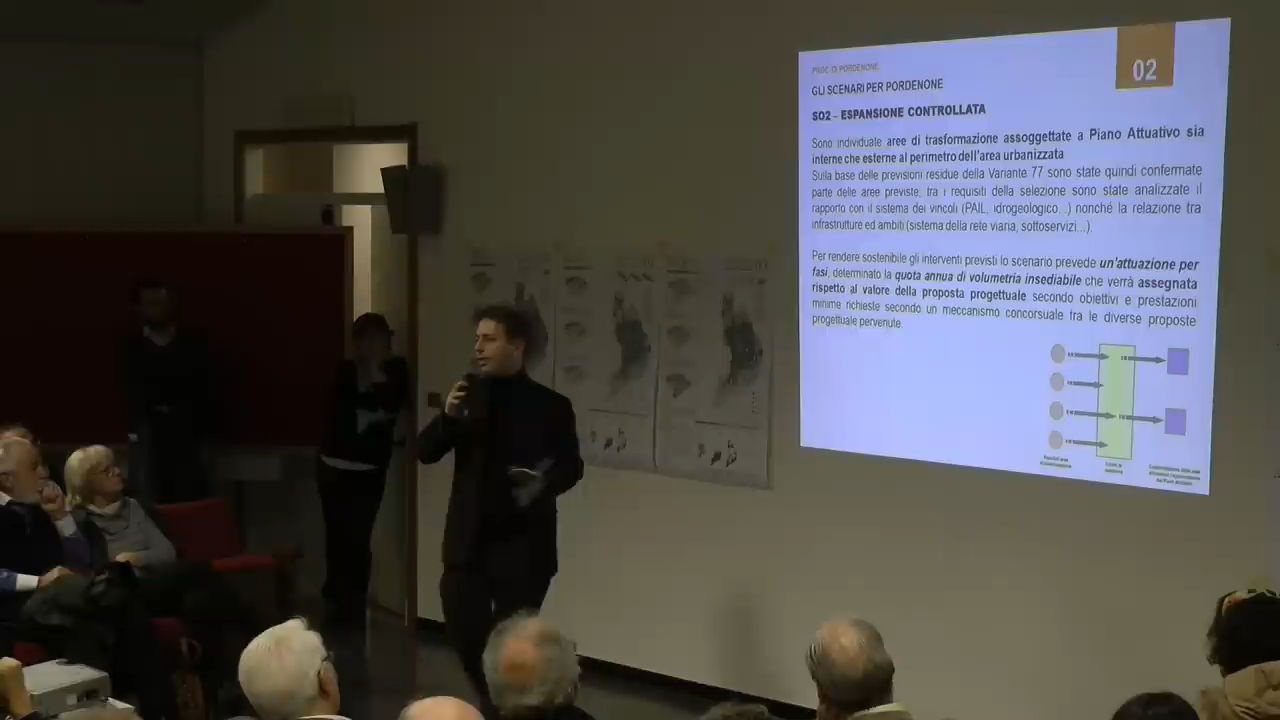 PROC. DI PORDENONE
02
GLI SCENARI PER PORDENONE
SO2 – ESPANSIONE CONTROLLATA
Sono individuate aree di trasformazione assoggettate a Piano Attuativo sia
interne che esterne al perimetro dell'area urbanizzata
Sulla base delle previsioni residue della Variante 77 sono state quindi confermate
parte delle aree previste; tra i requisiti della selezione sono state analizzate il
rapporto con il sistema dei vincoli (PAIL, idrogeologico...) nonché la relazione tra
infrastrutture ed ambiti (sistema della rete viaria, sottoservizi...).
Per rendere sostenibile gli interventi previsti lo scenario prevede un'attuazione per
fasi, determinato la quota annua di volumetria insediabile che verrà assegnata
rispetto al valore della proposta progettuale secondo obiettivi e prestazioni
minime richieste secondo un meccanismo concorsuale fra le diverse proposte
progettuale pervenute.